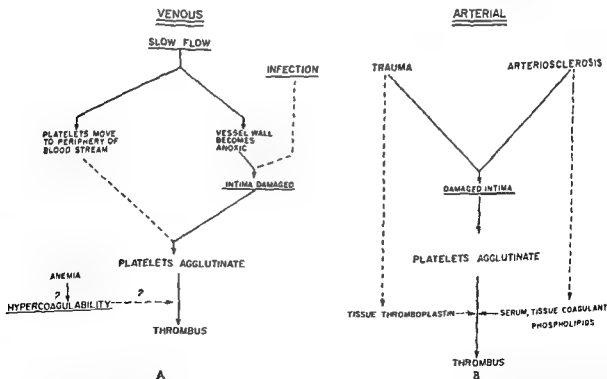 VENOUS
SLOW FLOW
INFECTION
PLATELETS MOVE
TO PERIPHERY OF
BLOOD STREAM
VESSEL WALL
BECOMES
ANOXIC
INTIMA DAMAGED
PLATELETS AGGLUTINATE
ANEMIA
?
HYPERCOAGULABILITY
?
THROMBUS
A
ARTERIAL
TRAUMA
ARTERIOSCLEROSIS
DAMAGED INTIMA
PLATELETS AGGLUTINATE
TISSUE THROMBOPLASTIN
SERUM, TISSUE COAGULANT
PHOSPHOLIPIDS
THROMBUS
B